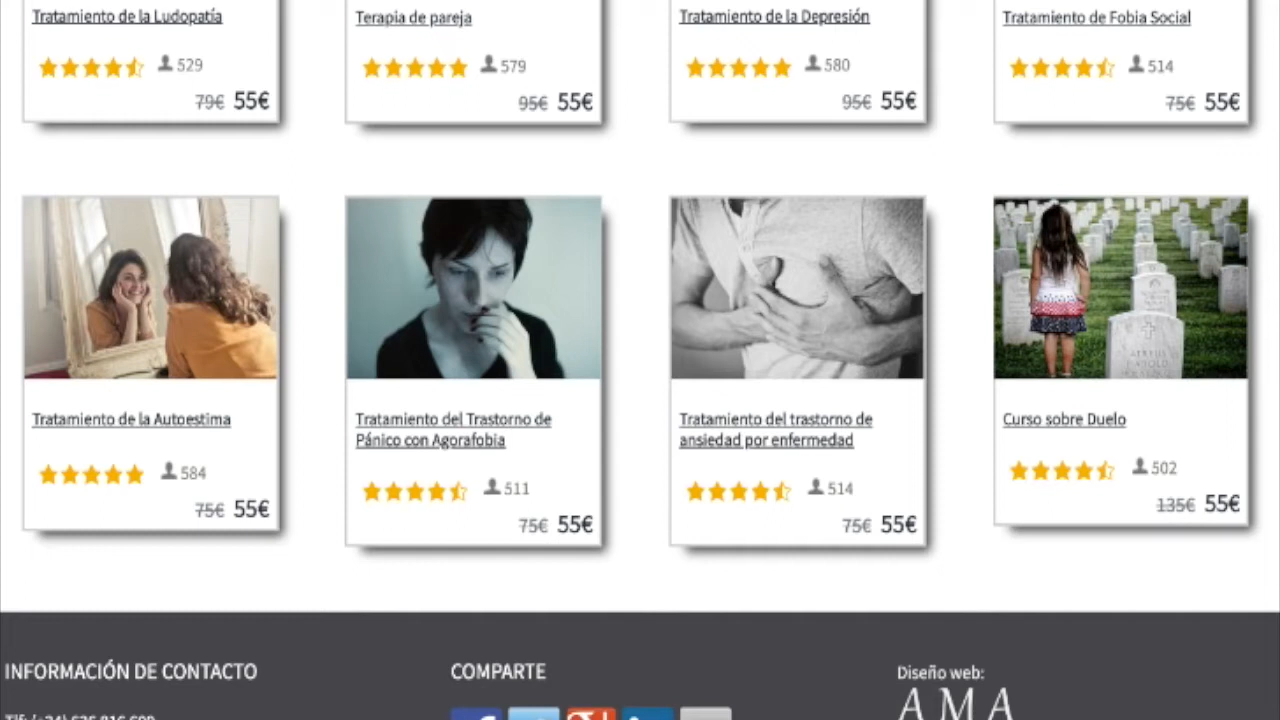 Tratamiento de la Ludopatía
Terapia de pareja
Tratamiento de la Depresión
Tratamiento de Fobia Social
529
579
580
514
79€ 55€
95€ 55€
95€ 55€
75€ 55€
Tratamiento de la Autoestima
Tratamiento del Trastorno de
Pánico con Agorafobia
Tratamiento del trastorno de
ansiedad por enfermedad
Curso sobre Duelo
584
511
514
502
75€ 55€
75€ 55€
75€ 55€
135€ 55€
INFORMACIÓN DE CONTACTO
COMPARTE
Diseño web:
AMA